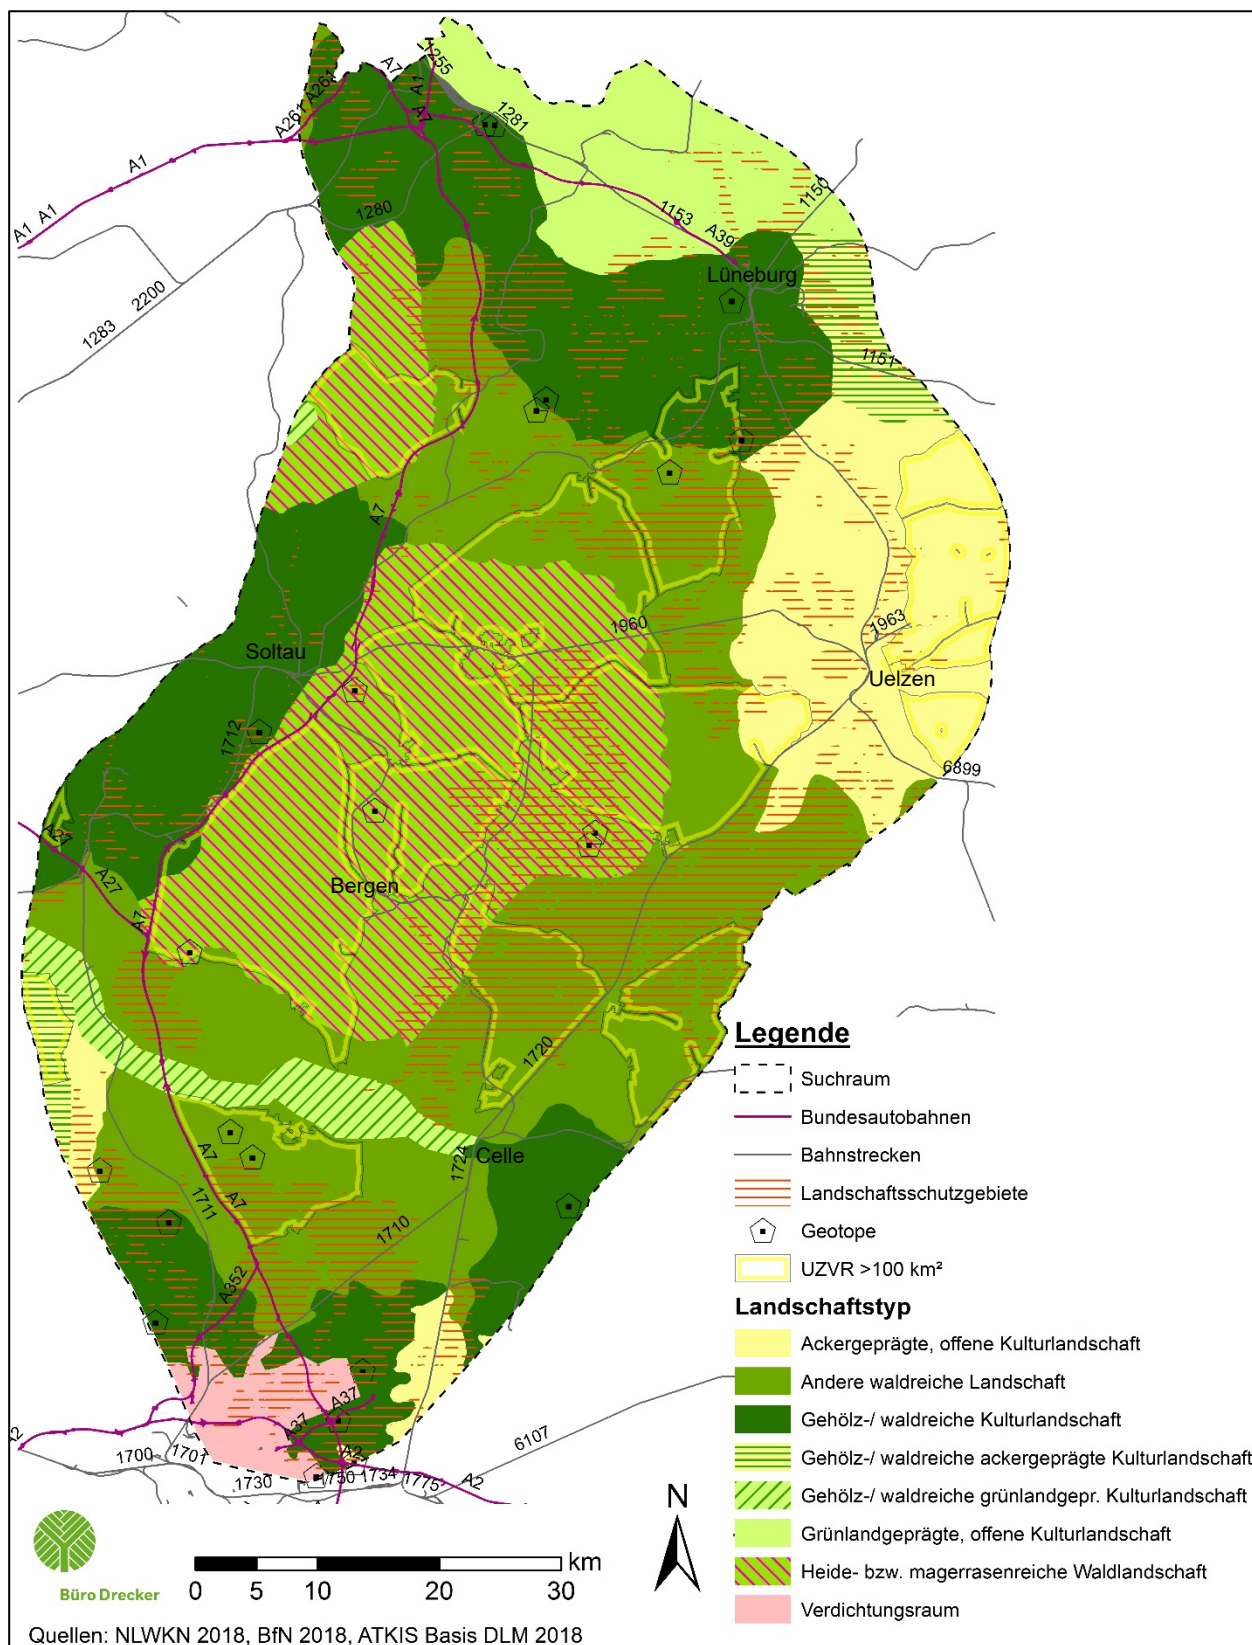 1255
A7
A1
A261
A261
A7
1281
A1
A1
A1
1280
1153
A39
1150
Lüneburg
2200
1283
1151
A7
1960
1963
Soltau
Uelzen
1712
6899
A27
A27
Bergen
A7
1720
Legende
Suchraum
Bundesautobahnen
Bahnstrecken
Landschaftsschutzgebiete
Geotope
UZVR >100 km²
Landschaftstyp
Ackergeprägte, offene Kulturlandschaft
Andere waldreiche Landschaft
Gehölz-/ waldreiche Kulturlandschaft
Gehölz-/ waldreiche ackergeprägte Kulturlandschaft
Gehölz-/ waldreiche grünlandgepr. Kulturlandschaft
Grünlandgeprägte, offene Kulturlandschaft
Heide- bzw. magerrasenreiche Waldlandschaft
Verdichtungsraum
A7
Celle
1724
1711
A7
1710
A352
A37
A37
A2
6107
A2
1700
1701
1730
1750
1734
1775
A2
N
km
0 5 10 20 30
Büro Drecker
Quellen: NLWKN 2018, BfN 2018, ATKIS Basis DLM 2018